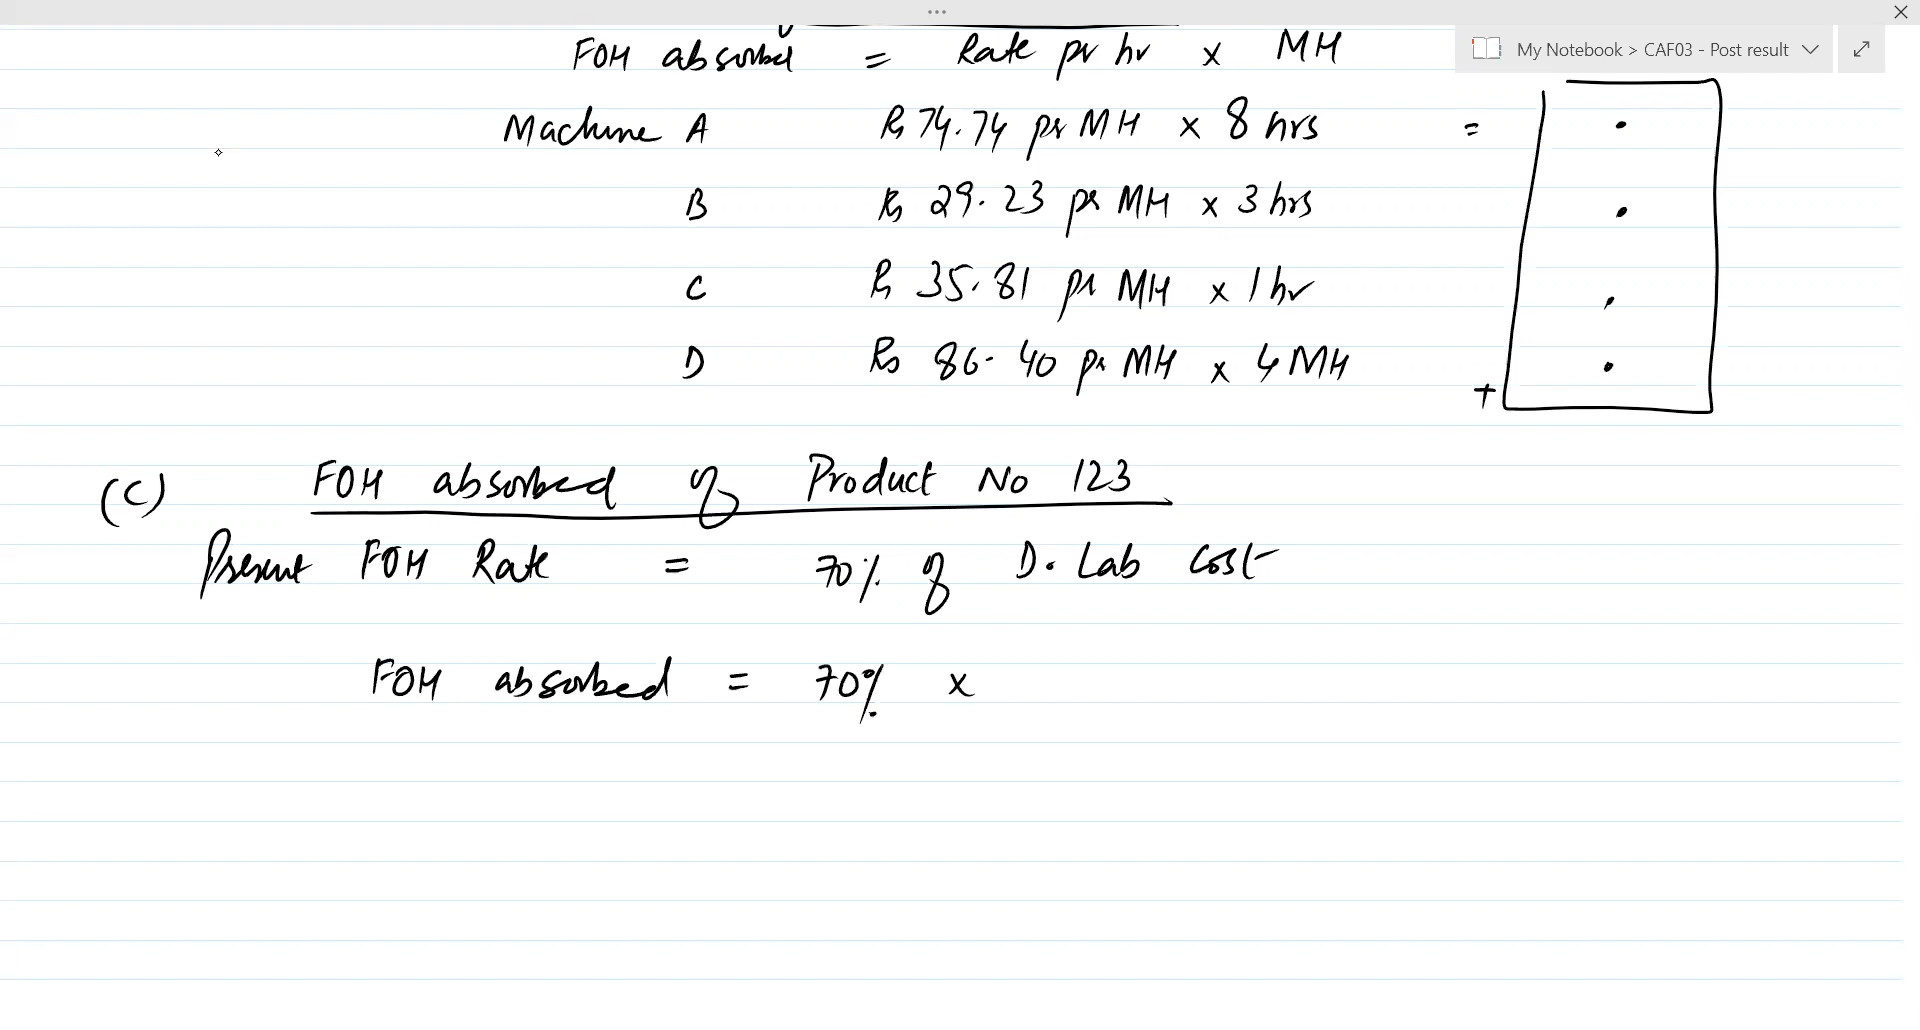 ...
FOH absorbed = Rate per hr x MH
My Notebook > CAF03 - Post result
Machine A Rs 74.74 per MH x 8 hrs =
B Rs 29.23 per MH x 3 hrs
C Rs 35.81 per MH x 1 hr
D Rs 86.40 per MH x 4 MH +
(C) FOH absorbed of Product No 123
Present FOH Rate = 70% of D. Lab Cost
FOH absorbed = 70% x